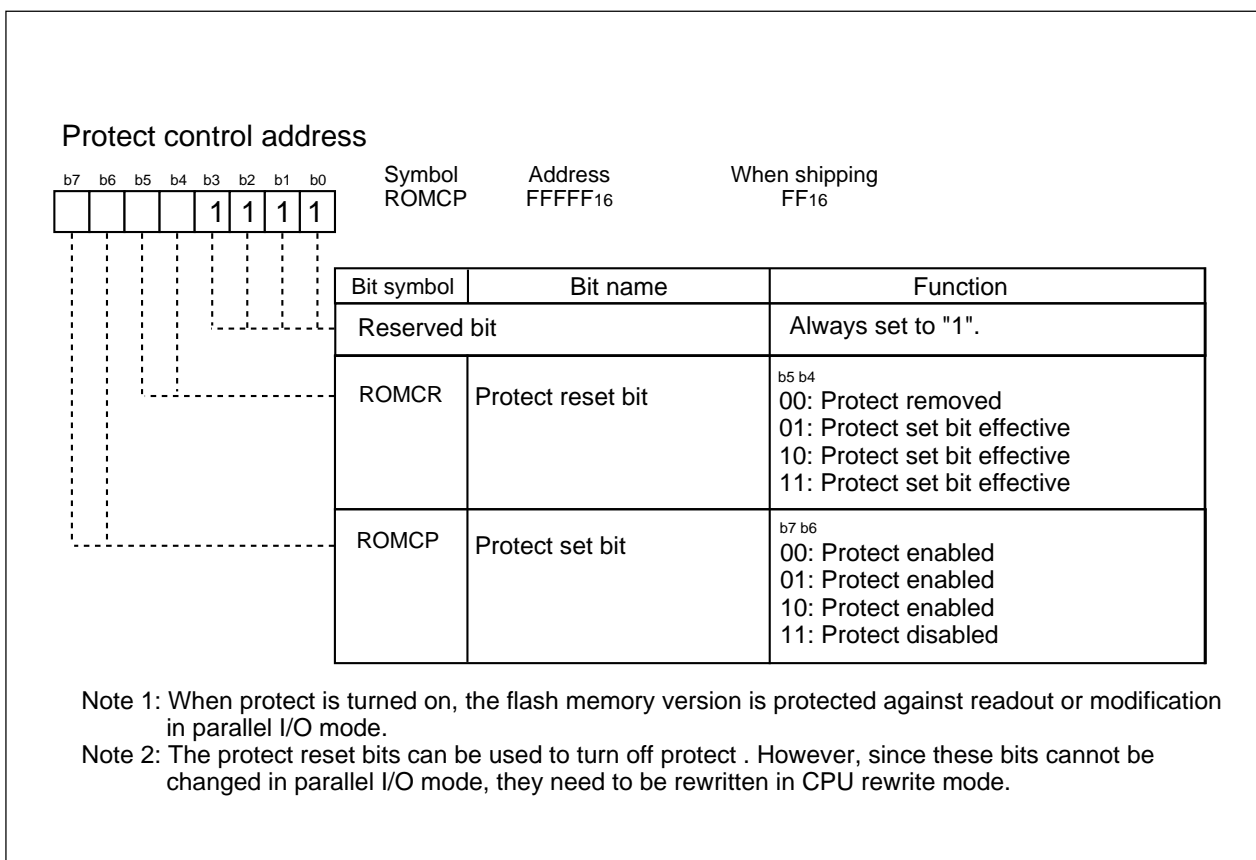 Protect control address
b7 b6 b5 b4 b3 b2 b1 b0
1 1 1 1
Symbol Address When shipping
ROMCP FFFFF16 FF16
Bit symbol Bit name Function
Reserved bit Always set to "1".
ROMCR Protect reset bit
b5 b4
00: Protect removed
01: Protect set bit effective
10: Protect set bit effective
11: Protect set bit effective
ROMCP Protect set bit
b7 b6
00: Protect enabled
01: Protect enabled
10: Protect enabled
11: Protect disabled
Note 1: When protect is turned on, the flash memory version is protected against readout or modification
in parallel I/O mode.
Note 2: The protect reset bits can be used to turn off protect . However, since these bits cannot be
changed in parallel I/O mode, they need to be rewritten in CPU rewrite mode.